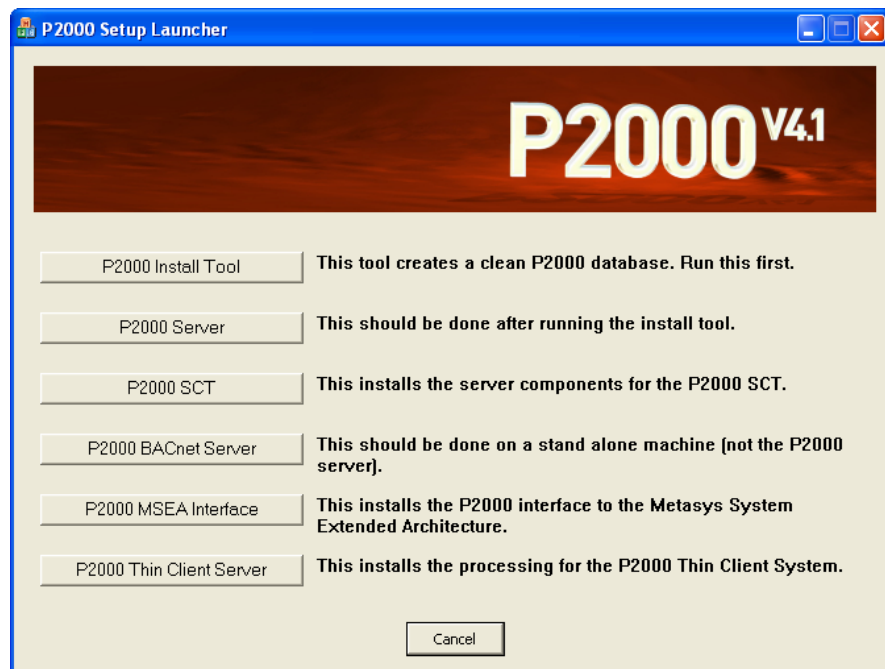 P2000 Setup Launcher
P2000 V4.1
P2000 Install Tool
This tool creates a clean P2000 database. Run this first.
P2000 Server
This should be done after running the install tool.
P2000 SCT
This installs the server components for the P2000 SCT.
P2000 BACnet Server
This should be done on a stand alone machine (not the P2000
server).
P2000 MSEA Interface
This installs the P2000 interface to the Metasys System
Extended Architecture.
P2000 Thin Client Server
This installs the processing for the P2000 Thin Client System.
Cancel